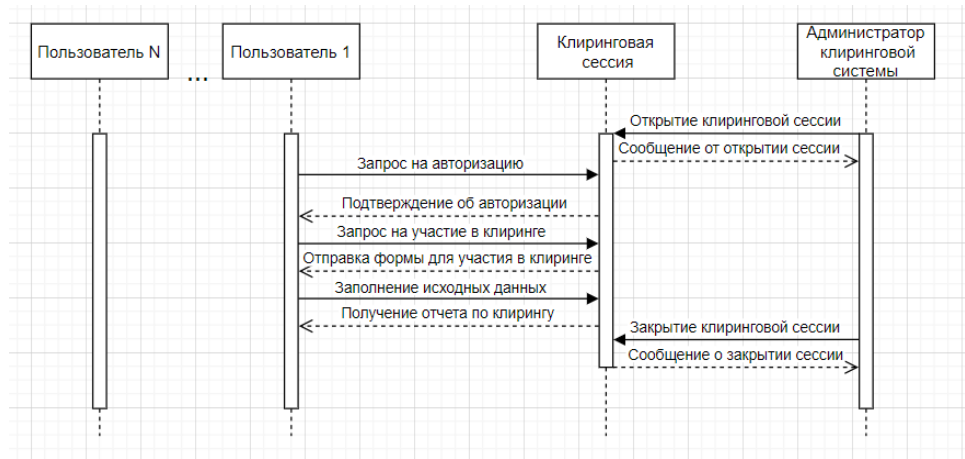 Пользователь N
...
Пользователь 1
Клиринговая
сессия
Администратор
клиринговой
системы
Открытие клиринговой сессии
Сообщение от открытии сессии
Запрос на авторизацию
Подтверждение об авторизации
Запрос на участие в клиринге
Отправка формы для участия в клиринге
Заполнение исходных данных
Получение отчета по клирингу
Закрытие клиринговой сессии
Сообщение о закрытии сессии